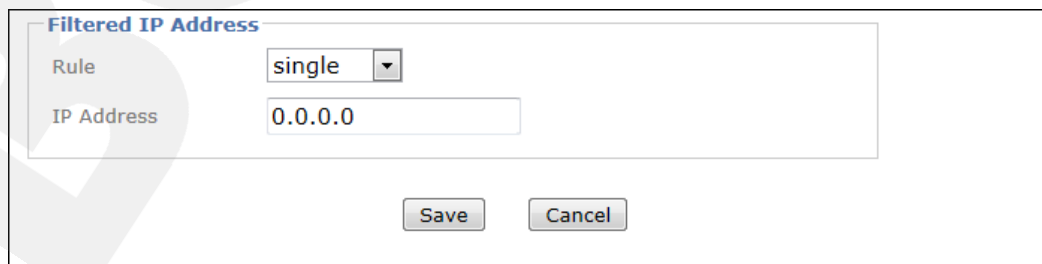 Filtered IP Address
Rule single
IP Address 0.0.0.0
Save Cancel